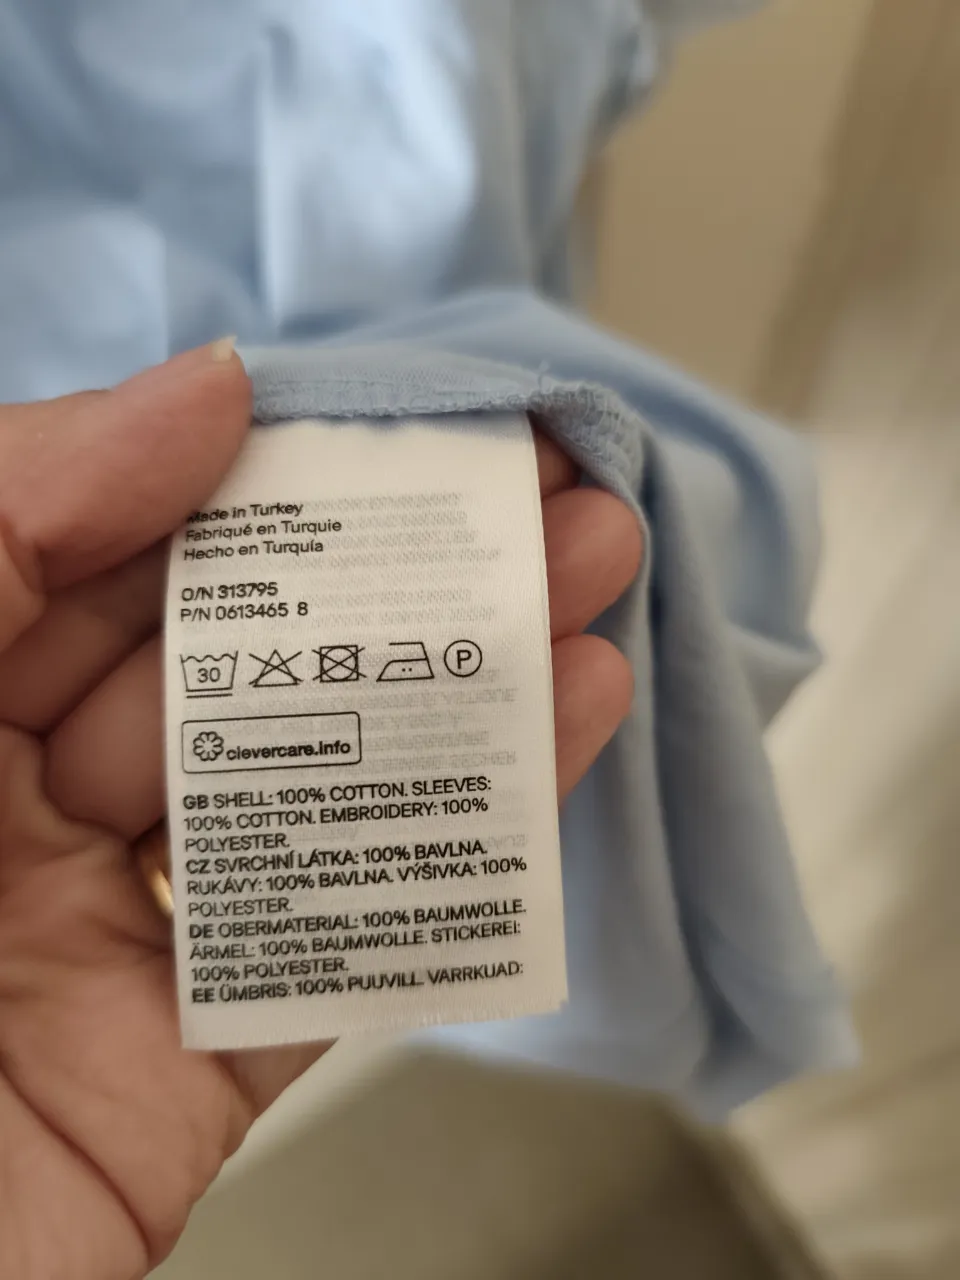 Made in Turkey
Fabriqué en Turquie
Hecho en Turquía
O/N 313795
P/N 0613465 8
30 P
clevercare.info
GB SHELL: 100% COTTON. SLEEVES:
100% COTTON. EMBROIDERY: 100%
POLYESTER.
CZ SVRCHNÍ LÁTKA: 100% BAVLNA.
RUKÁVY: 100% BAVLNA. VÝŠIVKA: 100%
POLYESTER.
DE OBERMATERIAL: 100% BAUMWOLLE.
ÄRMEL: 100% BAUMWOLLE. STICKEREI:
100% POLYESTER.
EE ÜMBRIS: 100% PUUVILL. VARRKUAD: